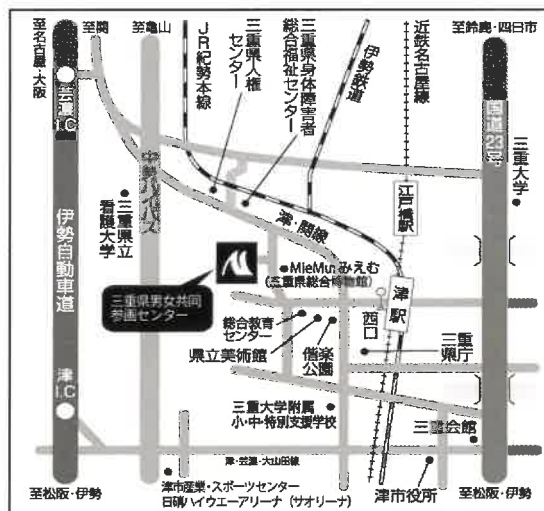 至名古屋・大阪
至関
至亀山
JR紀勢本線
三重県人権
センター
三重県身体障害者
総合福祉センター
伊勢鉄道
近鉄名古屋線
至鈴鹿・四日市
芸濃
I.C
国道23号
三重大学
中勢バイパス
三重県立
看護大学
江戸橋駅
津・関線
伊勢自動車道
MieMu:みえむ
(三重県総合博物館)
津駅
三重県男女共同
参画センター
総合教育
センター
西口
三重
県庁
県立美術館
偕楽
公園
津
I.C
三重大学附属
小・中・特別支援学校
三重会館
津・芸濃・大山田線
至松阪・伊勢
津市産業・スポーツセンター
日硝ハイウエーアリーナ(サオリーナ)
津市役所
至松阪・伊勢